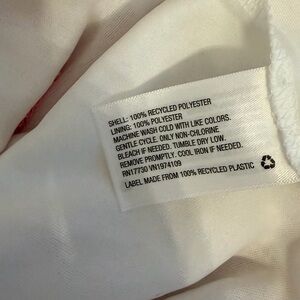 SHELL: 100% RECYCLED POLYESTER
LINING: 100% POLYESTER
MACHINE WASH COLD WITH LIKE COLORS.
GENTLE CYCLE. ONLY NON-CHLORINE
BLEACH IF NEEDED. TUMBLE DRY LOW.
REMOVE PROMPTLY. COOL IRON IF NEEDED.
RN17730 VN1974109
LABEL MADE FROM 100% RECYCLED PLASTIC